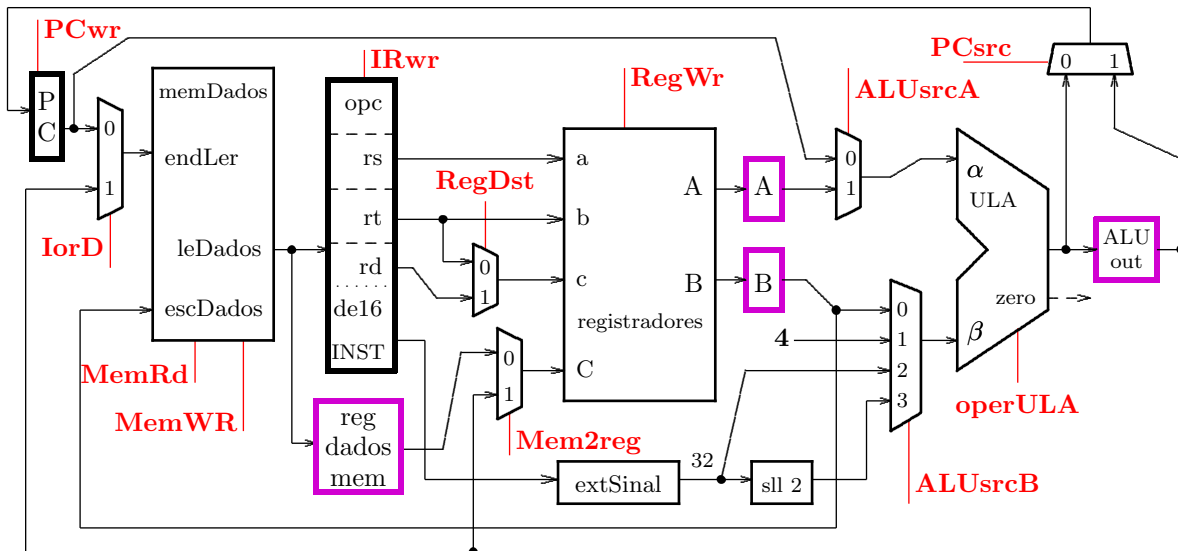 PCwr
IRwr
RegWr
ALUsrcA
PCsrc
0 1
P
C
memDados
endLer
leDados
escDados
0
1
IorD
MemRd
MemWR
opc
rs
rt
rd
de16
INST
RegDst
0
1
reg
dados
mem
0
1
Mem2reg
a
b
c
C
A
B
registradores
A
B
extSinal
32
sll 2
0
1
4
0
1
2
3
ALUsrcB
α
ULA
zero
β
operULA
ALU
out